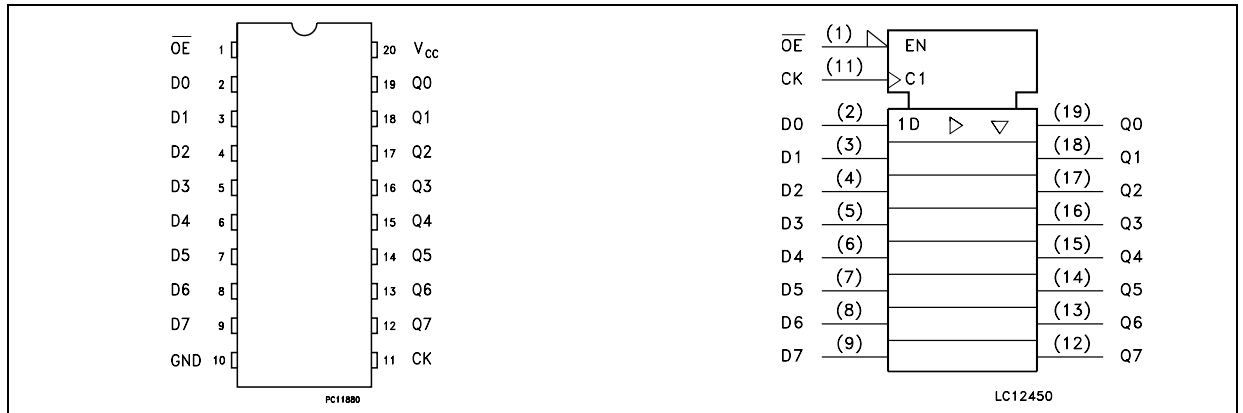 OE 1 20 VCC
D0 2 19 Q0
D1 3 18 Q1
D2 4 17 Q2
D3 5 16 Q3
D4 6 15 Q4
D5 7 14 Q5
D6 8 13 Q6
D7 9 12 Q7
GND 10 11 CK
PC11880
OE (1) EN
CK (11) C1
D0 (2) 1D (19) Q0
D1 (3) (18) Q1
D2 (4) (17) Q2
D3 (5) (16) Q3
D4 (6) (15) Q4
D5 (7) (14) Q5
D6 (8) (13) Q6
D7 (9) (12) Q7
LC12450